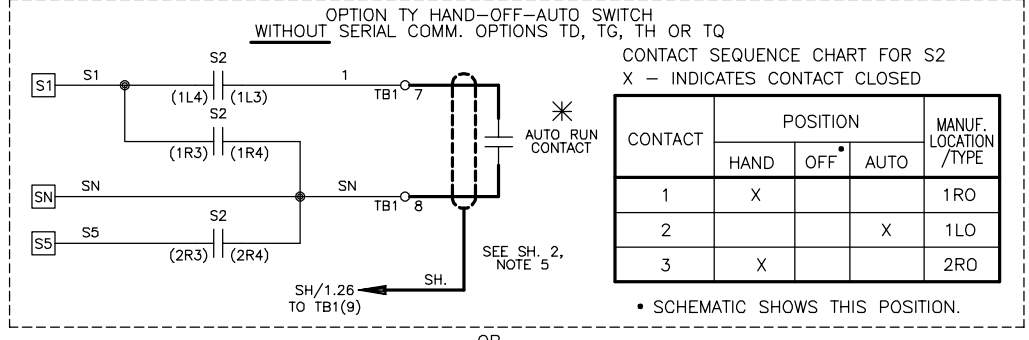 OPTION TY HAND-OFF-AUTO SWITCH
WITHOUT SERIAL COMM. OPTIONS TD, TG, TH OR TQ
S1
S1
S2
(1L4)
(1L3)
1
TB1
7
S2
(1R3)
(1R4)
AUTO RUN
CONTACT
SN
SN
SN
TB1
8
S5
S5
S2
(2R3)
(2R4)
SEE SH. 2,
NOTE 5
SH.
SH/1.26
TO TB1(9)
CONTACT SEQUENCE CHART FOR S2
X - INDICATES CONTACT CLOSED
CONTACT POSITION MANUF. LOCATION /TYPE
HAND OFF• AUTO
1 X 1RO
2 X 1LO
3 X 2RO
• SCHEMATIC SHOWS THIS POSITION.